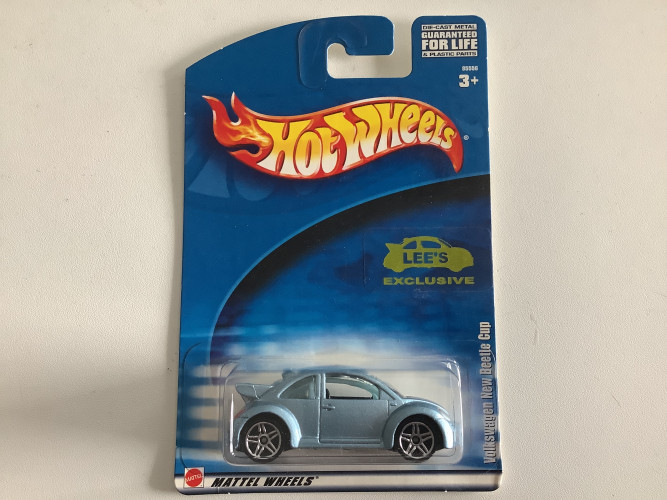 DIE-CAST METAL
GUARANTEED
FOR LIFE
& PLASTIC PARTS
3+
HOT WHEELS
®
LEE'S
EXCLUSIVE
Volkswagen New Beetle Cup
MATTEL
MATTEL WHEELS®